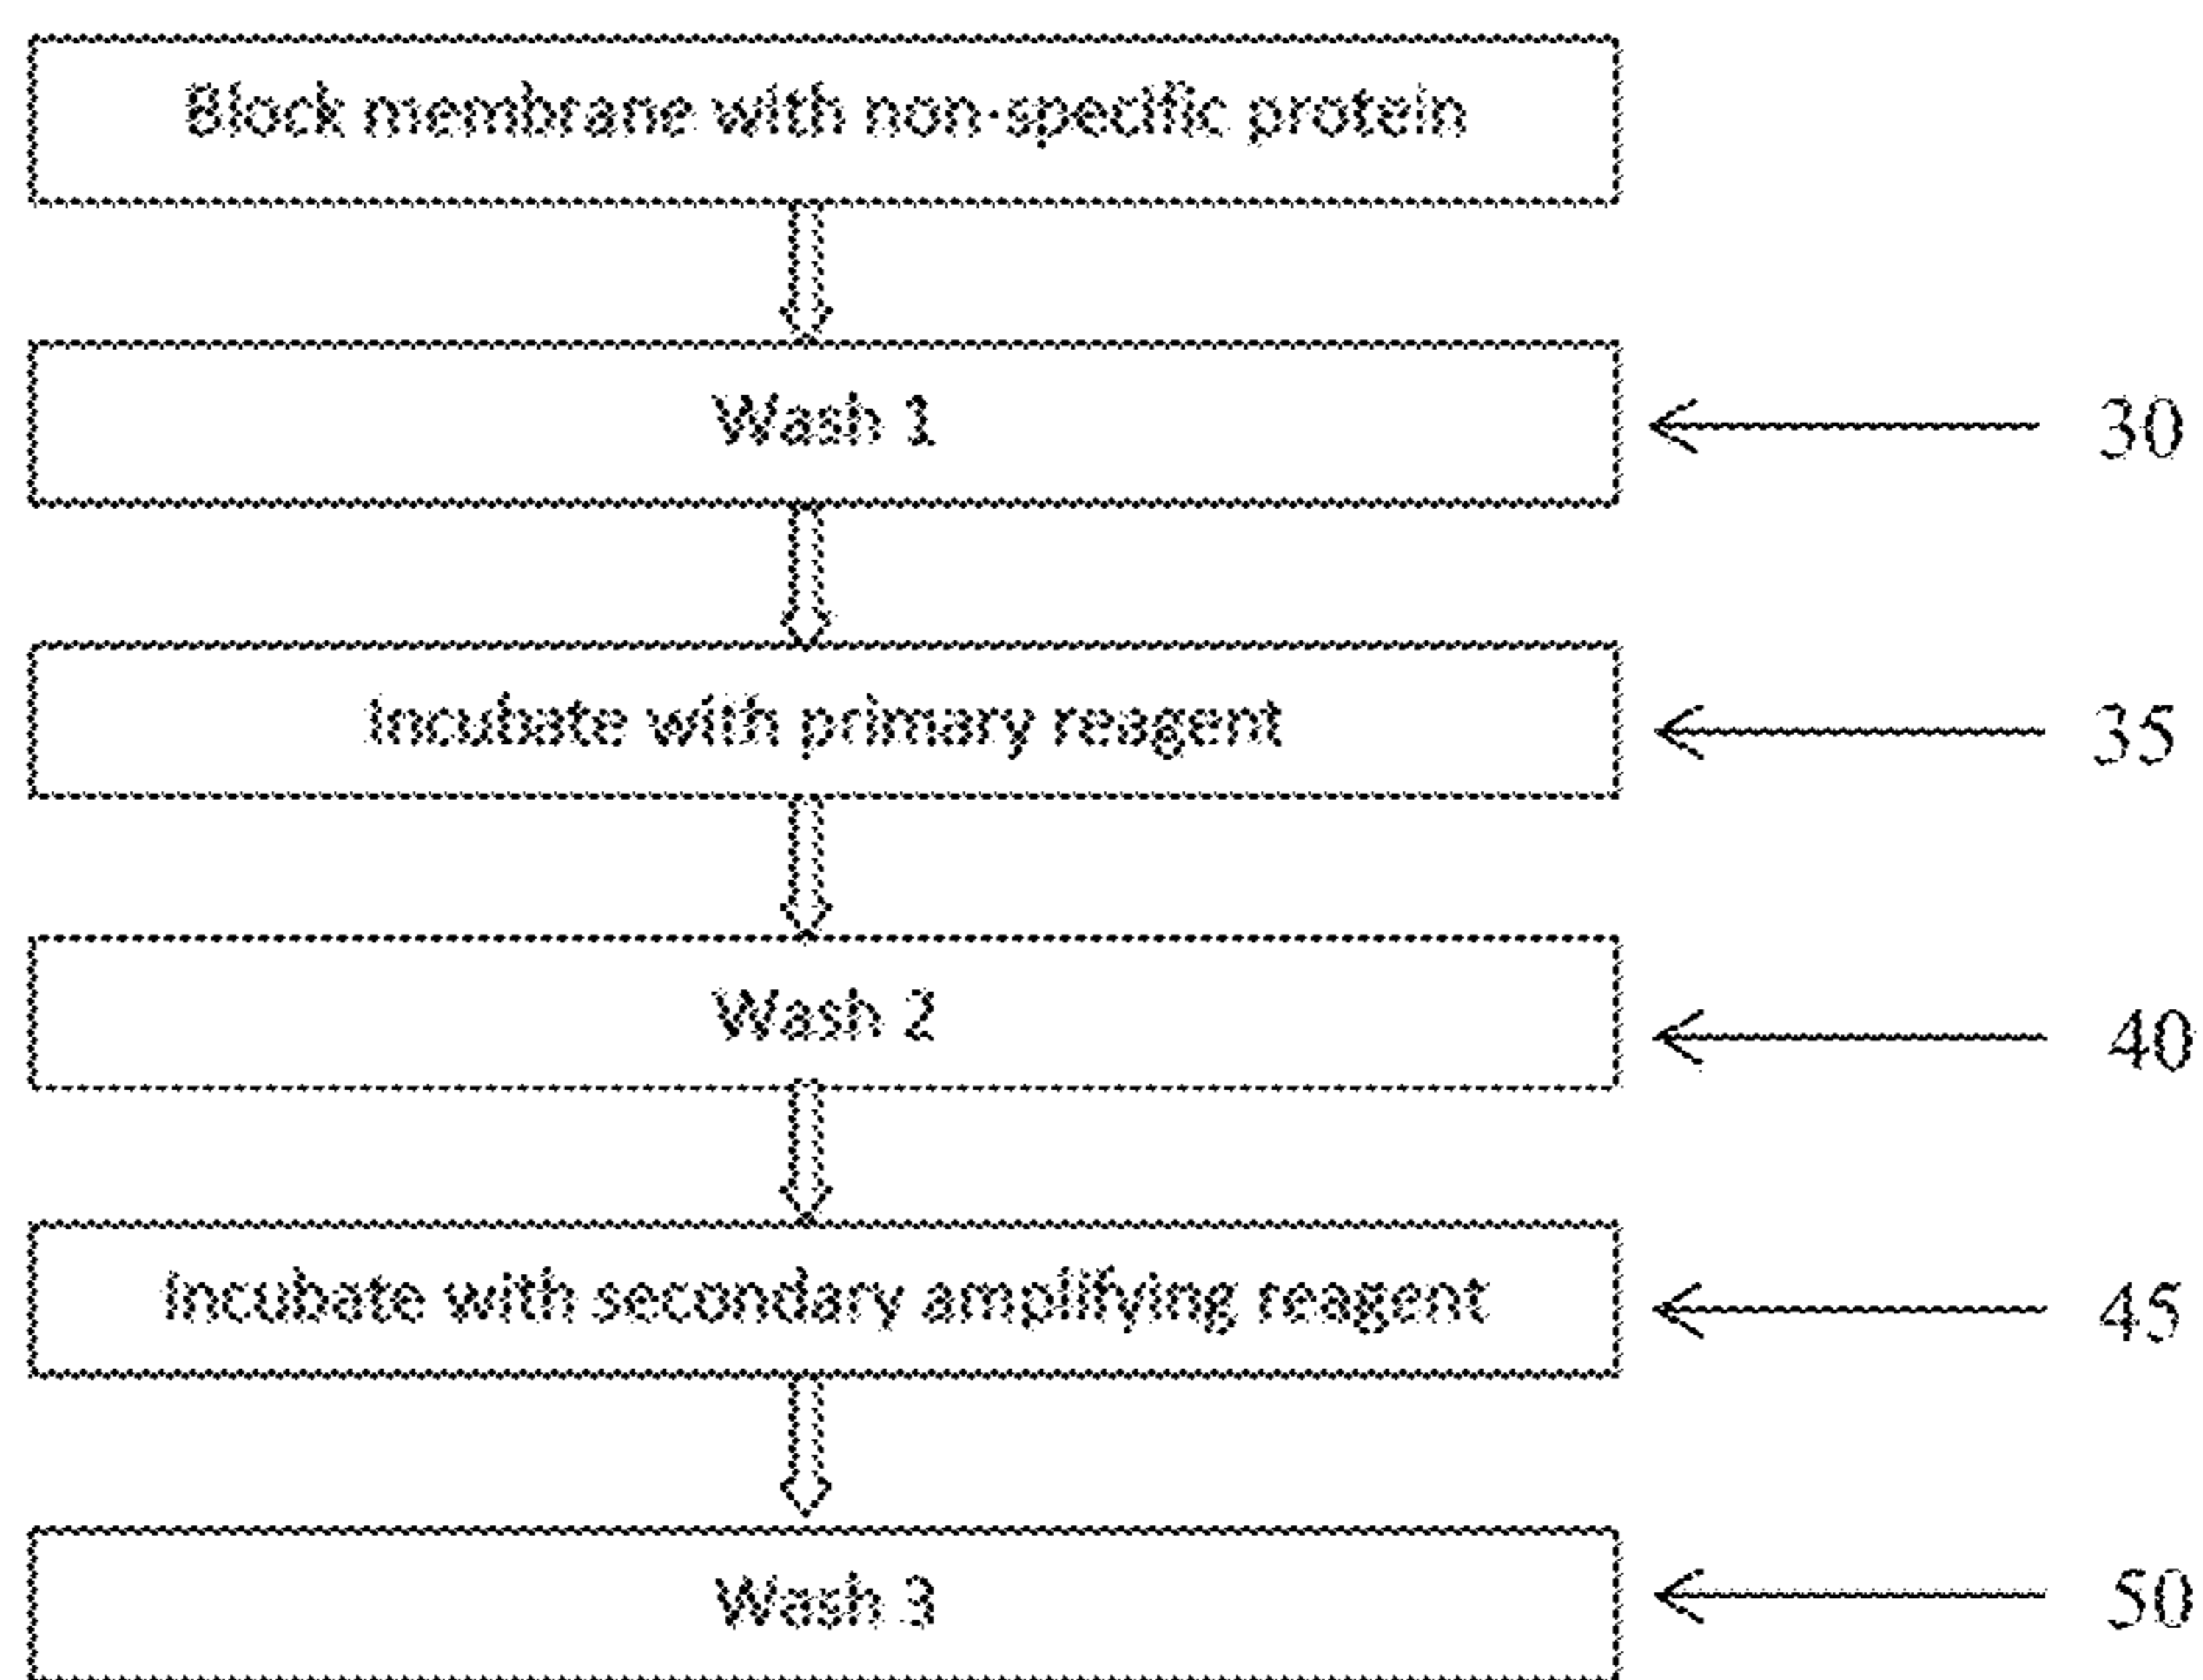 Block membrane with non-specific protein
Wash 1
30
Incubate with primary reagent
35
Wash 2
40
Incubate with secondary amplifying reagent
45
Wash 3
50